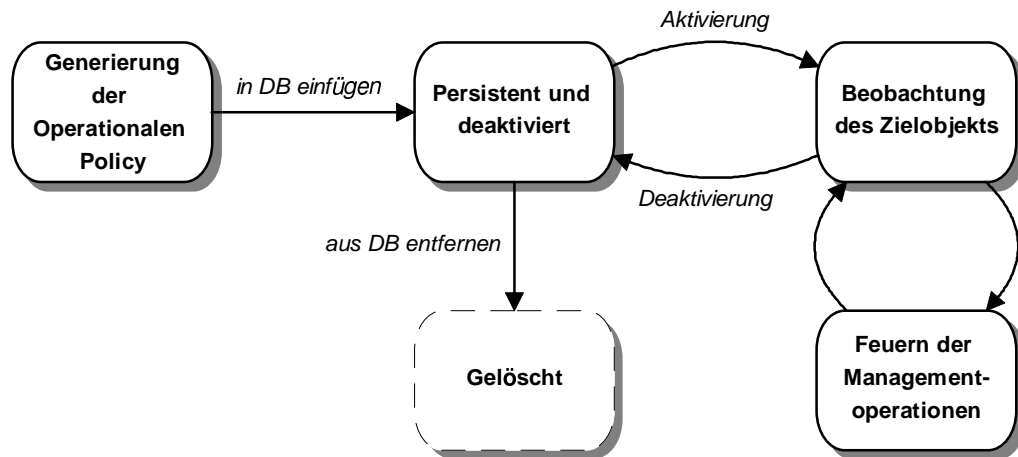 Aktivierung
Generierung
der
Operationalen
Policy
in DB einfügen
Persistent und
deaktiviert
Beobachtung
des Zielobjekts
Deaktivierung
aus DB entfernen
Gelöscht
Feuern der
Management-
operationen